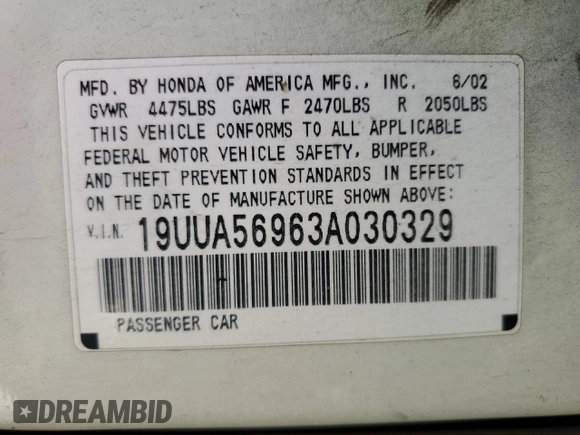 MFD. BY HONDA OF AMERICA MFG., INC. 6/02
GVWR 4475LBS GAWR F 2470LBS R 2050LBS
THIS VEHICLE CONFORMS TO ALL APPLICABLE
FEDERAL MOTOR VEHICLE SAFETY, BUMPER,
AND THEFT PREVENTION STANDARDS IN EFFECT
ON THE DATE OF MANUFACTURE SHOWN ABOVE:
V.I.N. 19UUA56963A030329
PASSENGER CAR
DREAMBID